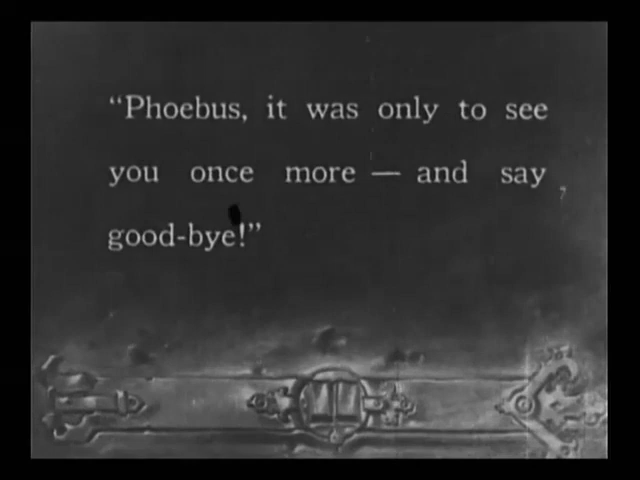 “Phoebus, it was only to see
you once more — and say
good-bye!”